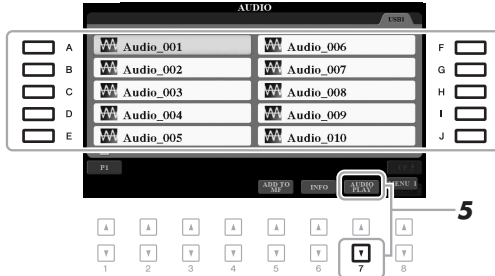 AUDIO
USB1
A Audio_001 Audio_006 F
B Audio_002 Audio_007 G
C Audio_003 Audio_008 H
D Audio_004 Audio_009 I
E Audio_005 Audio_010 J
P1
ADD TO MF INFO AUDIO PLAY MENU 1
5
1 2 3 4 5 6 7 8